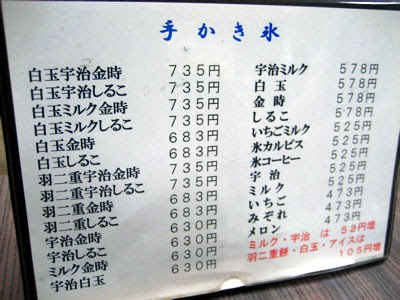 手かき氷
白玉宇治金時 735円
白玉宇治しるこ 735円
白玉ミルク金時 735円
白玉ミルクしるこ 735円
白玉金時 683円
白玉しるこ 683円
羽二重宇治金時 735円
羽二重宇治しるこ 735円
羽二重金時 683円
羽二重しるこ 683円
宇治金時 630円
宇治しるこ 630円
ミルク金時 630円
宇治白玉 630円
宇治ミルク 578円
白玉 578円
金時 578円
しるこ 578円
いちごミルク 525円
氷カルピス 525円
氷コーヒー 525円
宇治 525円
ミルク 473円
いちご 473円
みぞれ 473円
メロン 473円
ミルク・宇治 は 52円増
羽二重餅・白玉・アイスは
105円増